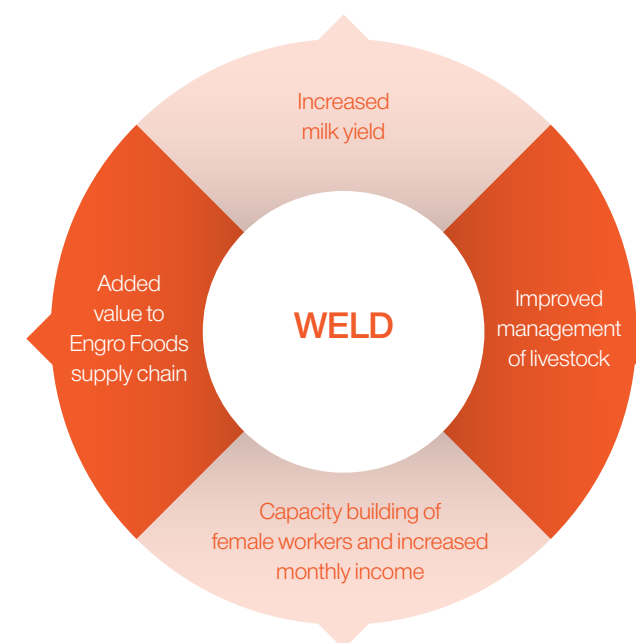 Increased
milk yield
Added
value to
Engro Foods
supply chain
WELD
Improved
management
of livestock
Capacity building of
female workers and increased
monthly income